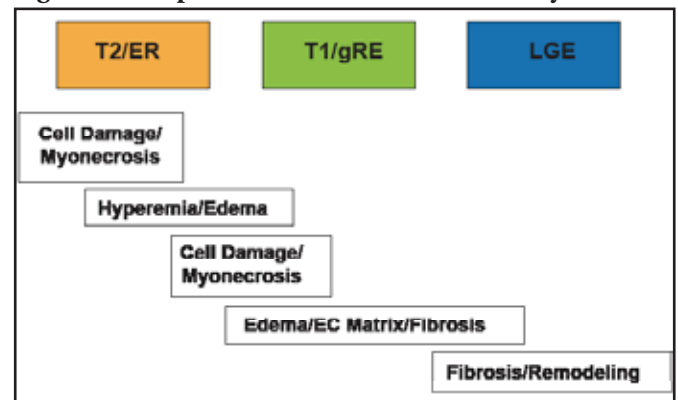 T2/ER
T1/gRE
LGE
Cell Damage/
Myonecrosis
Hyperemia/Edema
Cell Damage/
Myonecrosis
Edema/EC Matrix/Fibrosis
Fibrosis/Remodeling